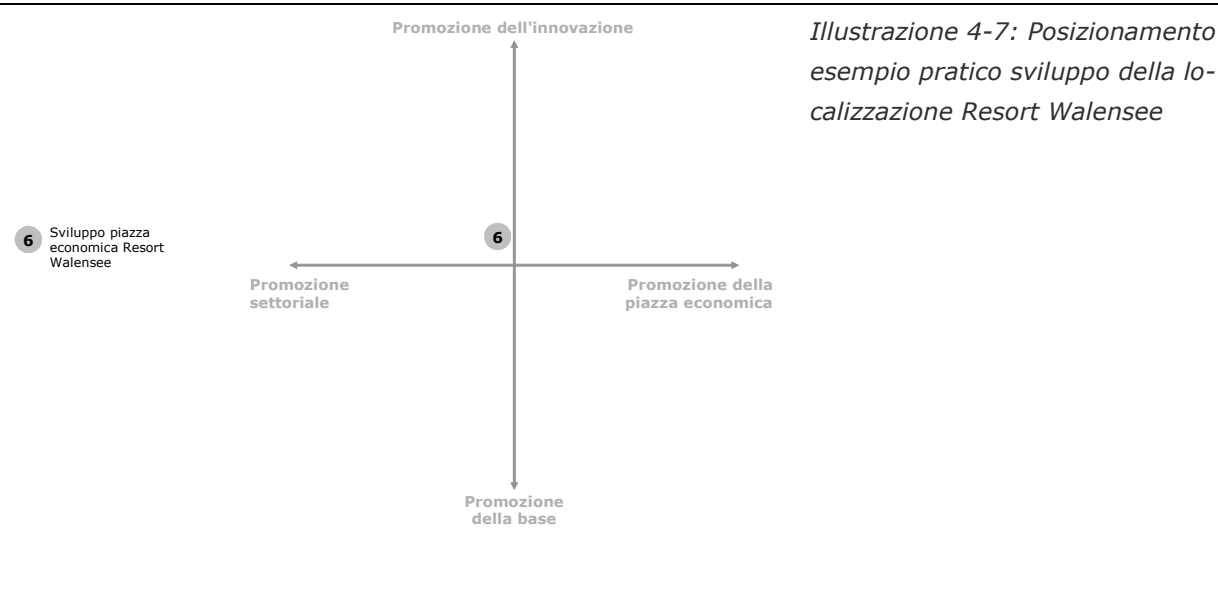 Promozione dell'innovazione
Illustrazione 4-7: Posizionamento
esempio pratico sviluppo della lo-
calizzazione Resort Walensee
6
Sviluppo piazza
economica Resort
Walensee
6
Promozione
settoriale
Promozione della
piazza economica
Promozione
della base